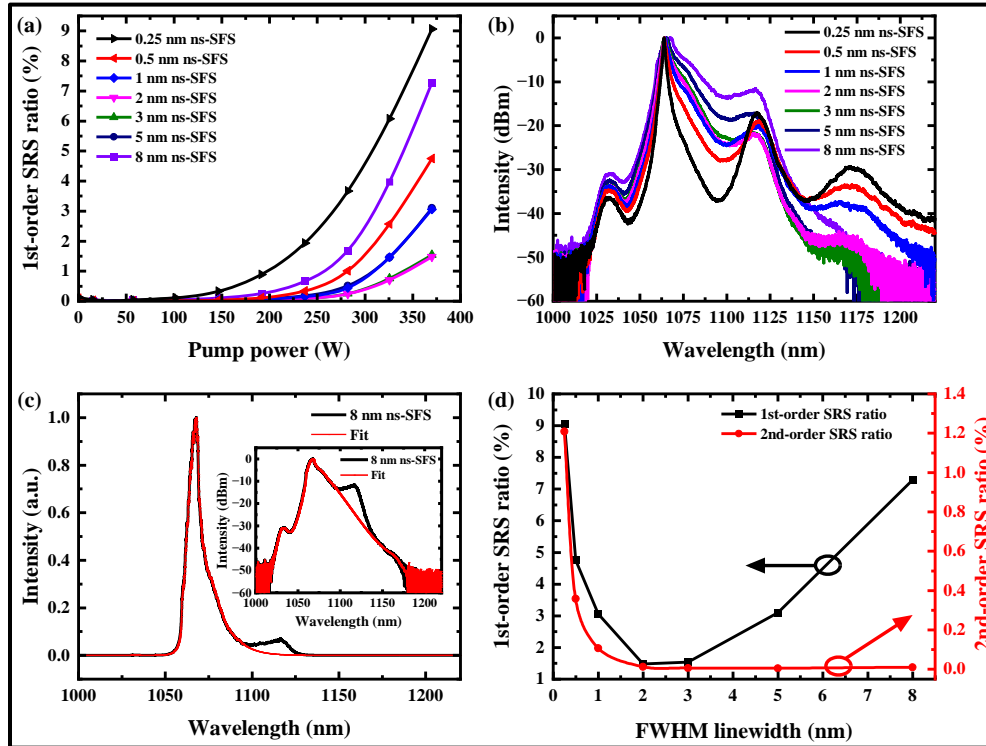 (a)
0.25 nm ns-SFS
0.5 nm ns-SFS
1 nm ns-SFS
2 nm ns-SFS
3 nm ns-SFS
5 nm ns-SFS
8 nm ns-SFS
1st-order SRS ratio (%)
9
8
7
6
5
4
3
2
1
0
0 50 100 150 200 250 300 350 400
Pump power (W)
(b)
0.25 nm ns-SFS
0.5 nm ns-SFS
1 nm ns-SFS
2 nm ns-SFS
3 nm ns-SFS
5 nm ns-SFS
8 nm ns-SFS
Intensity (dBm)
0
−10
−20
−30
−40
−50
−60
1000 1025 1050 1075 1100 1125 1150 1175 1200
Wavelength (nm)
(c)
8 nm ns-SFS
Fit
Intensity (a.u.)
1.0
0.8
0.6
0.4
0.2
0.0
1000 1050 1100 1150 1200
Wavelength (nm)
8 nm ns-SFS
Fit
Intensity (dBm)
0
−10
−20
−30
−40
−50
−60
1000 1050 1100 1150 1200
Wavelength (nm)
(d)
1st-order SRS ratio
2nd-order SRS ratio
1st-order SRS ratio (%)
10
9
8
7
6
5
4
3
2
1
0 1 2 3 4 5 6 7 8
FWHM linewidth (nm)
1.4
1.2
1.0
0.8
0.6
0.4
0.2
0.0
2nd-order SRS ratio (%)